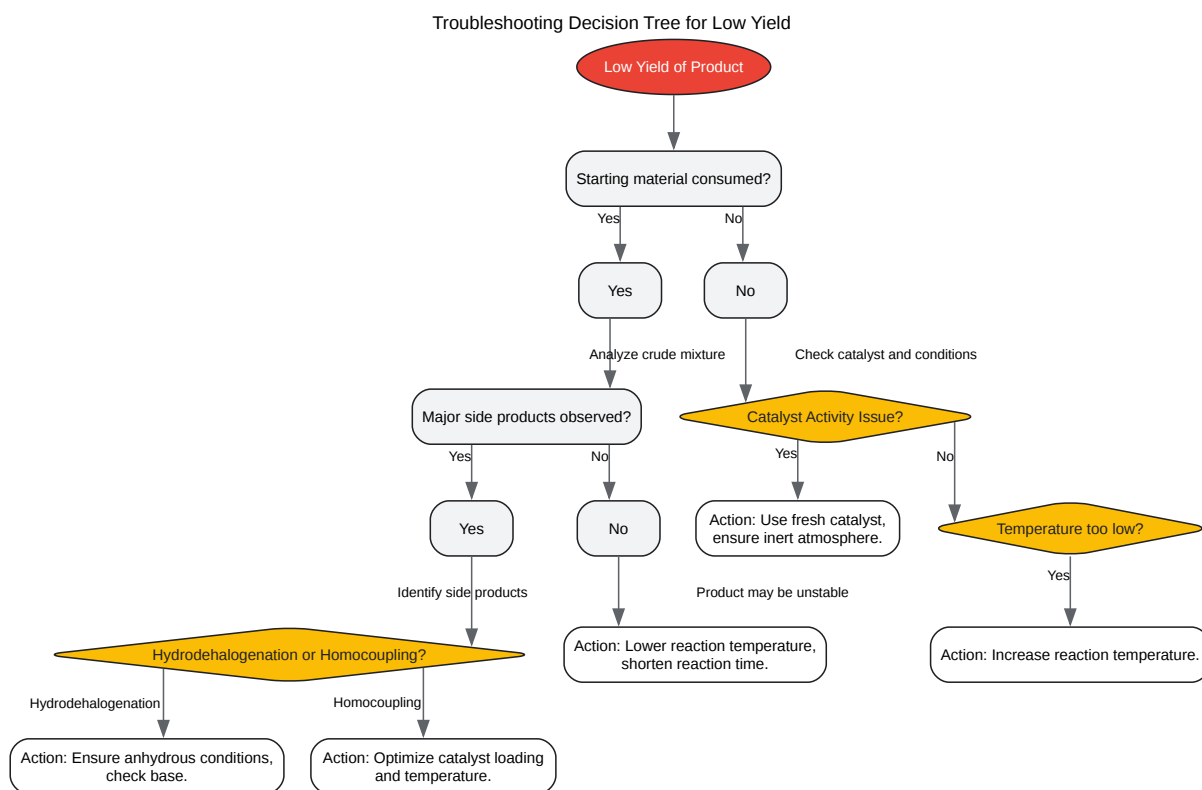 Troubleshooting Decision Tree for Low Yield
Low Yield of Product
Starting material consumed?
Yes
No
Yes
No
Analyze crude mixture
Check catalyst and conditions
Major side products observed?
Catalyst Activity Issue?
Yes
No
Yes
No
Yes
No
Action: Use fresh catalyst,
ensure inert atmosphere.
Temperature too low?
Yes
Identify side products
Product may be unstable
Hydrodehalogenation or Homocoupling?
Action: Lower reaction temperature,
shorten reaction time.
Action: Increase reaction temperature.
Hydrodehalogenation
Homocoupling
Action: Ensure anhydrous conditions,
check base.
Action: Optimize catalyst loading
and temperature.